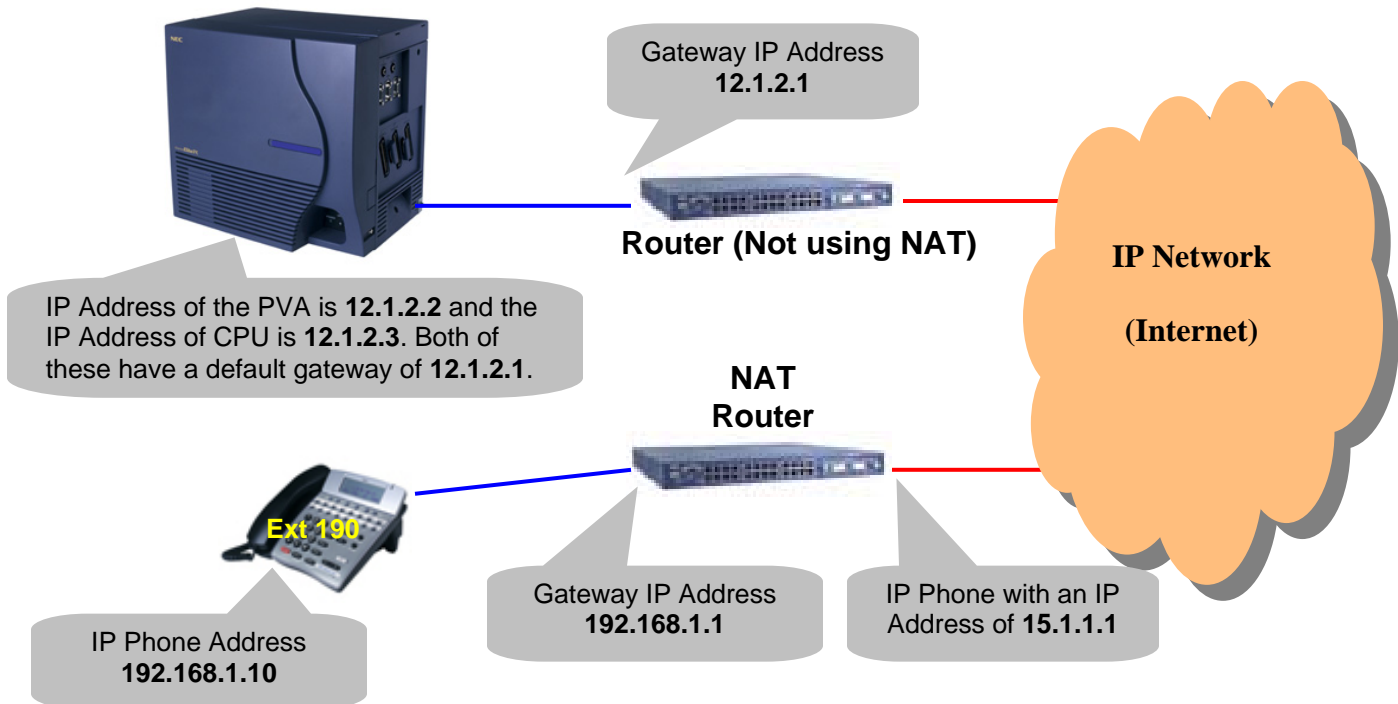 NEC
Gateway IP Address
12.1.2.1
Router (Not using NAT)
IP Network
(Internet)
IP Address of the PVA is 12.1.2.2 and the
IP Address of CPU is 12.1.2.3. Both of
these have a default gateway of 12.1.2.1.
NAT
Router
Ext 190
Gateway IP Address
192.168.1.1
IP Phone with an IP
Address of 15.1.1.1
IP Phone Address
192.168.1.10